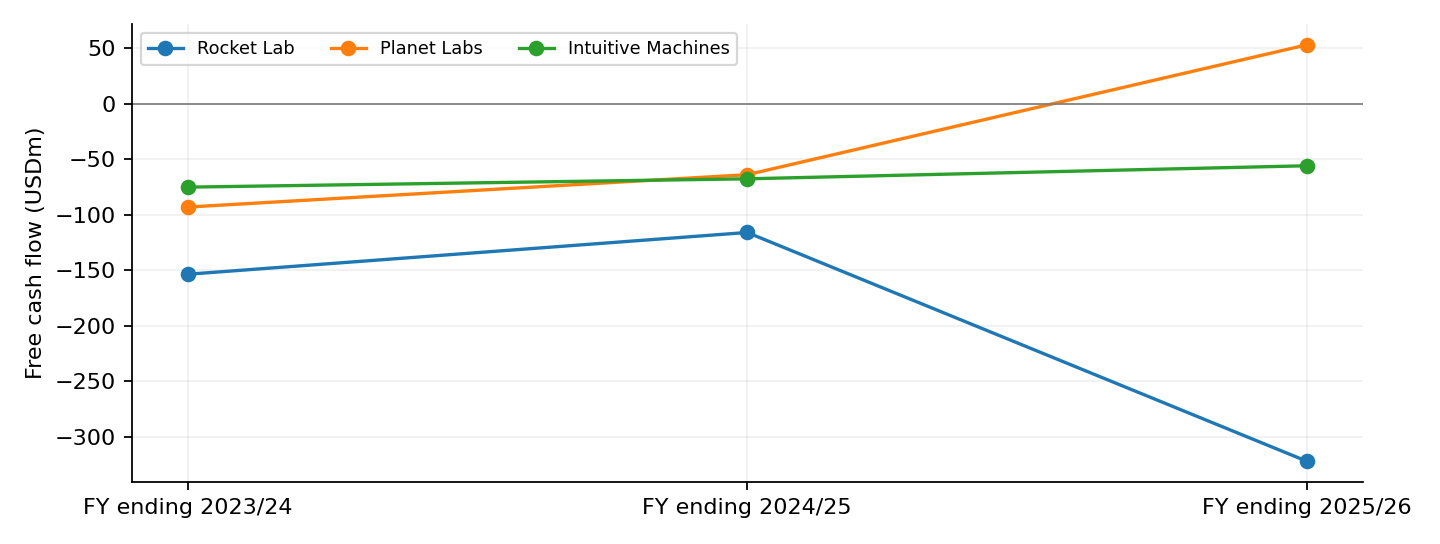 Free cash flow (USDm)
50
0
−50
−100
−150
−200
−250
−300
Rocket Lab
Planet Labs
Intuitive Machines
FY ending 2023/24
FY ending 2024/25
FY ending 2025/26